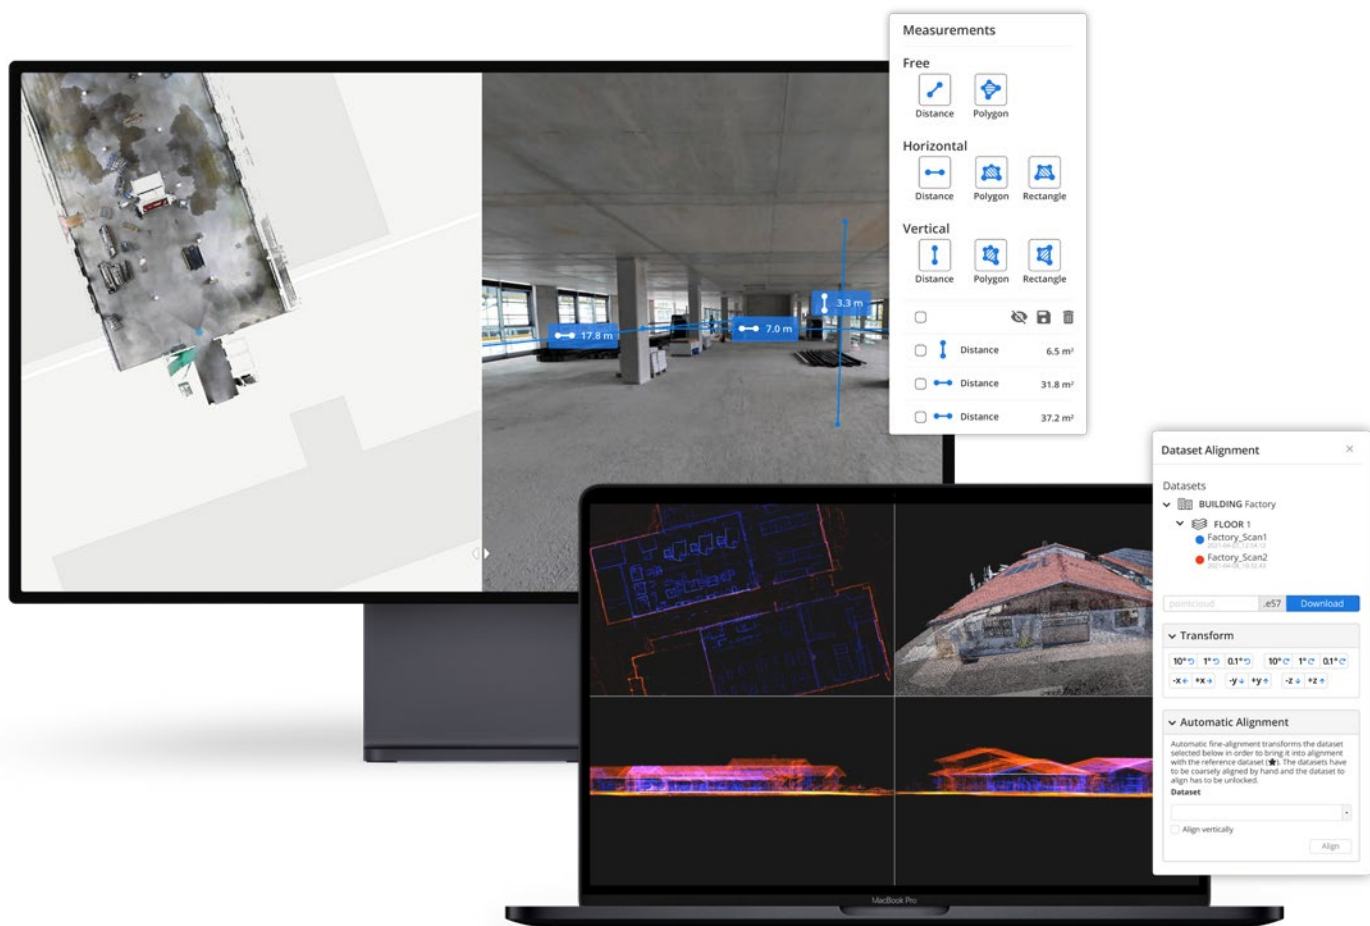 Measurements
Free
Distance Polygon
Horizontal
Distance Polygon Rectangle
Vertical
Distance Polygon Rectangle
Distance 6.5 m²
Distance 31.8 m²
Distance 37.2 m²
17.8 m
7.0 m
3.3 m
Dataset Alignment
Datasets
BUILDING Factory
FLOOR 1
Factory_Scan1
Factory_Scan2
pointcloud .e57 Download
Transform
10° 1° 0.1° 10° 1° 0.1°
-x +x -y +y -z +z
Automatic Alignment
Automatic fine-alignment transforms the dataset
selected below in order to bring it into alignment
with the reference dataset (★). The datasets have
to be coarsely aligned by hand and the dataset to
align has to be unlocked.
Dataset
Align vertically
Align
MacBook Pro